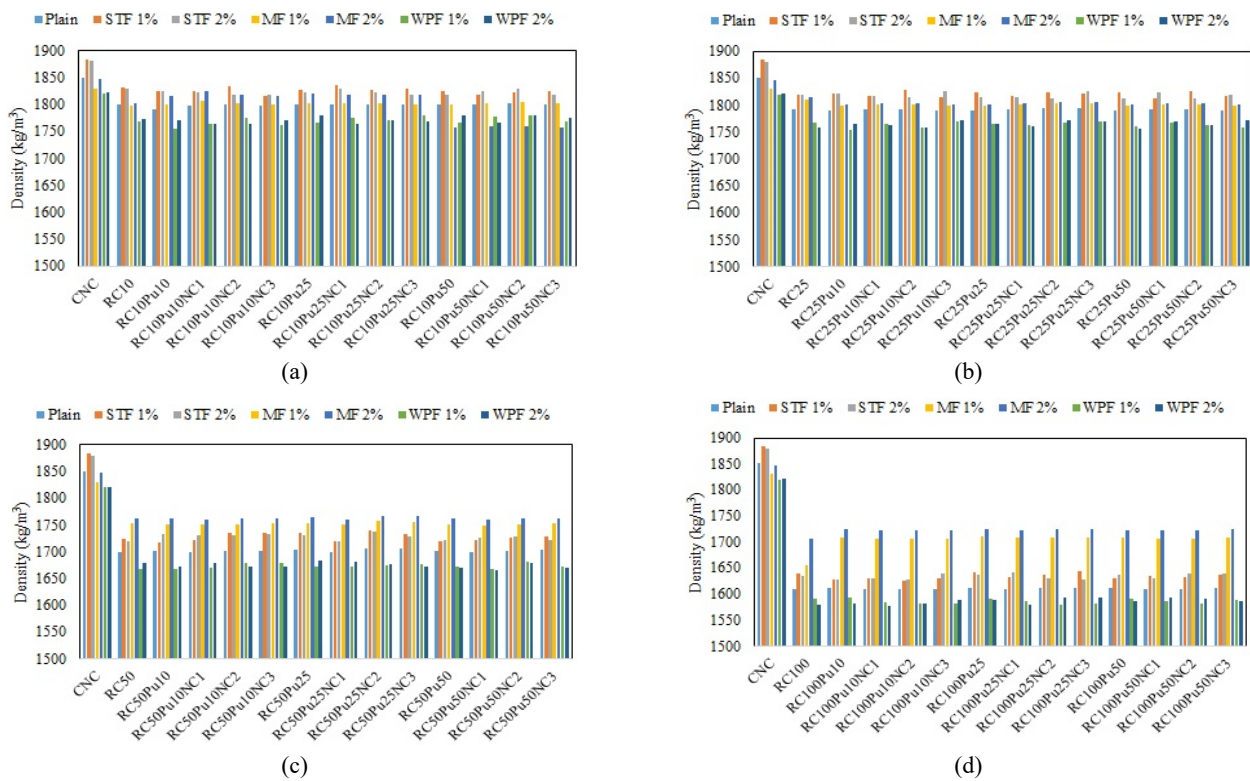 Plain STF 1% STF 2% MF 1% MF 2% WPF 1% WPF 2%
Density (kg/m³)
1900
1850
1800
1750
1700
1650
1600
1550
1500
CNC
RC10
RC10Pu10
RC10Pu10NC1
RC10Pu10NC2
RC10Pu10NC3
RC10Pu25
RC10Pu25NC1
RC10Pu25NC2
RC10Pu25NC3
RC10Pu50
RC10Pu50NC1
RC10Pu50NC2
RC10Pu50NC3
(a)
Plain STF 1% STF 2% MF 1% MF 2% WPF 1% WPF 2%
Density (kg/m³)
1900
1850
1800
1750
1700
1650
1600
1550
1500
CNC
RC25
RC25Pu10
RC25Pu10NC1
RC25Pu10NC2
RC25Pu10NC3
RC25Pu25
RC25Pu25NC1
RC25Pu25NC2
RC25Pu25NC3
RC25Pu50
RC25Pu50NC1
RC25Pu50NC2
RC25Pu50NC3
(b)
Plain STF 1% STF 2% MF 1% MF 2% WPF 1% WPF 2%
Density (kg/m³)
1900
1850
1800
1750
1700
1650
1600
1550
1500
CNC
RC50
RC50Pu10
RC50Pu10NC1
RC50Pu10NC2
RC50Pu10NC3
RC50Pu25
RC50Pu25NC1
RC50Pu25NC2
RC50Pu25NC3
RC50Pu50
RC50Pu50NC1
RC50Pu50NC2
RC50Pu50NC3
(c)
Plain STF 1% STF 2% MF 1% MF 2% WPF 1% WPF 2%
Density (kg/m³)
1900
1850
1800
1750
1700
1650
1600
1550
1500
CNC
RC100
RC100Pu10
RC100Pu10NC1
RC100Pu10NC2
RC100Pu10NC3
RC100Pu25
RC100Pu25NC1
RC100Pu25NC2
RC100Pu25NC3
RC100Pu50
RC100Pu50NC1
RC100Pu50NC2
RC100Pu50NC3
(d)